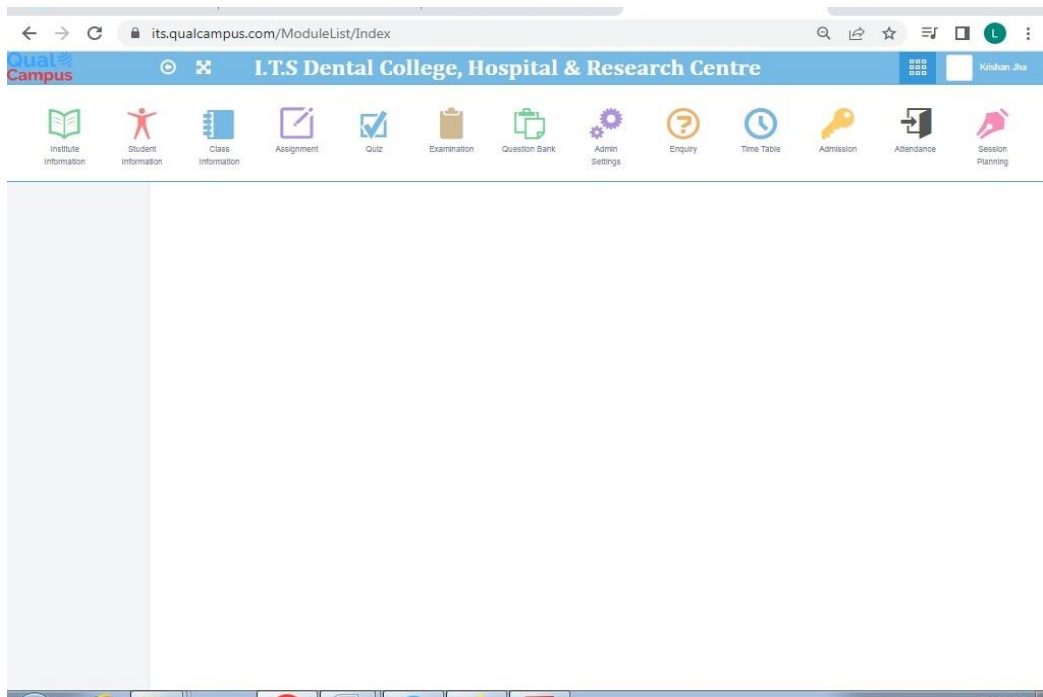 its.qualcampus.com/ModuleList/Index
L
Qual
Campus
I.T.S Dental College, Hospital & Research Centre
Krishan Jha
Institute
Information
Student
Information
Class
Information
Assignment
Quiz
Examination
Question Bank
Admin
Settings
Enquiry
Time Table
Admission
Attendance
Session
Planning